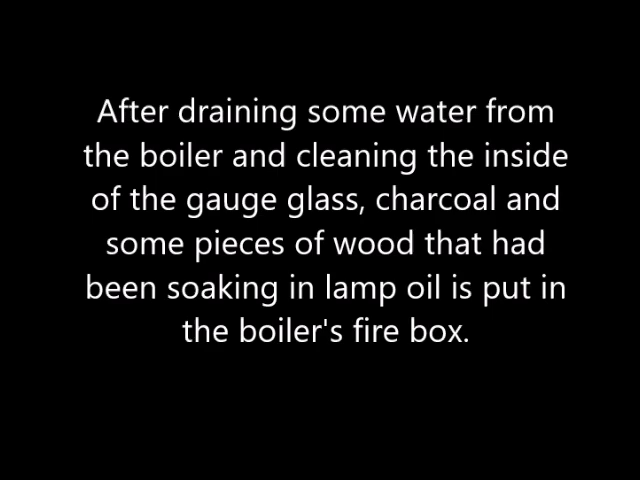 After draining some water from
the boiler and cleaning the inside
of the gauge glass, charcoal and
some pieces of wood that had
been soaking in lamp oil is put in
the boiler's fire box.